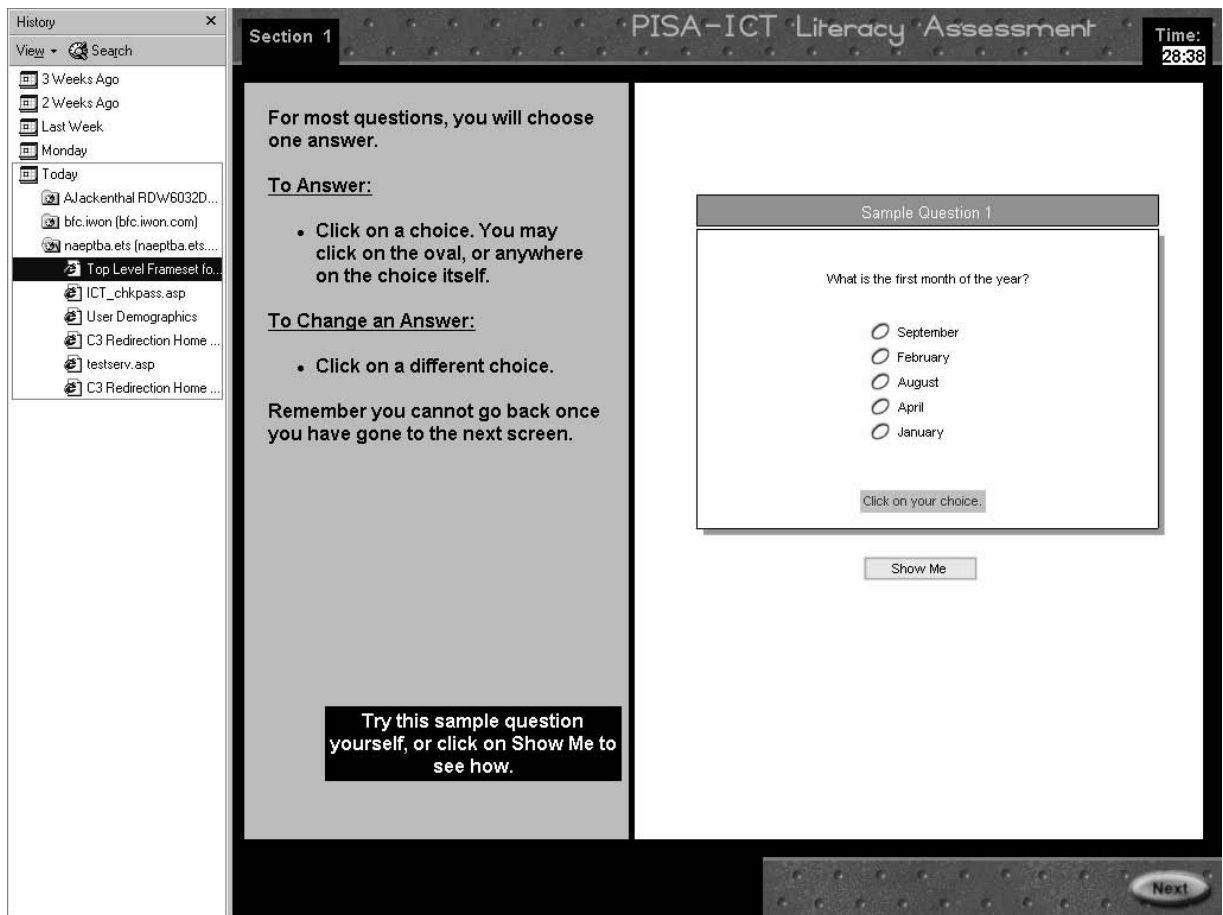 History ×
View Search
3 Weeks Ago
2 Weeks Ago
Last Week
Monday
Today
AJackenthal RDW6032D...
bfc.iwon (bfc.iwon.com)
naeptba.ets (naeptba.ets....
Top Level Frameset fo...
ICT_chkpass.asp
User Demographics
C3 Redirection Home ...
testserv.asp
C3 Redirection Home ...
Section 1
PISA-ICT Literacy Assessment
Time:
28:38
For most questions, you will choose
one answer.
To Answer:
• Click on a choice. You may
click on the oval, or anywhere
on the choice itself.
To Change an Answer:
• Click on a different choice.
Remember you cannot go back once
you have gone to the next screen.
Try this sample question
yourself, or click on Show Me to
see how.
Sample Question 1
What is the first month of the year?
September
February
August
April
January
Click on your choice.
Show Me
Next